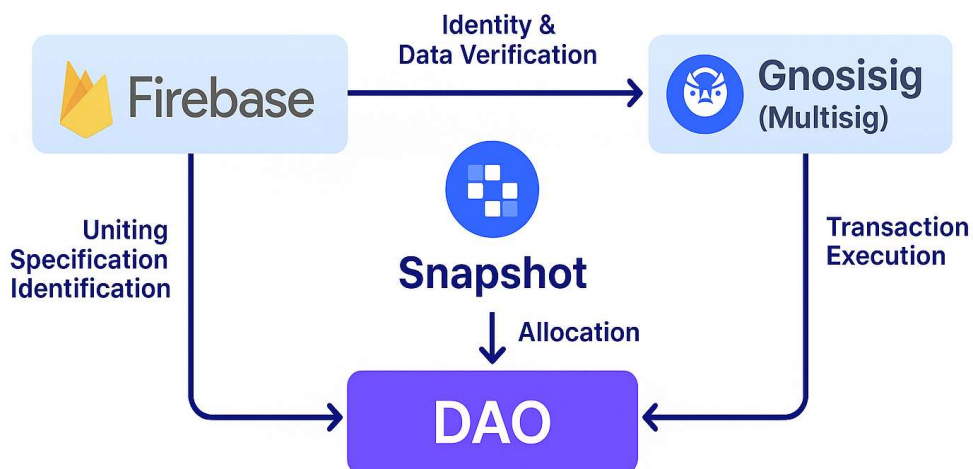 Identity &
Data Verification
Firebase
Gnosisig
(Multisig)
Uniting
Specification
Identification
Snapshot
Transaction
Execution
Allocation
DAO